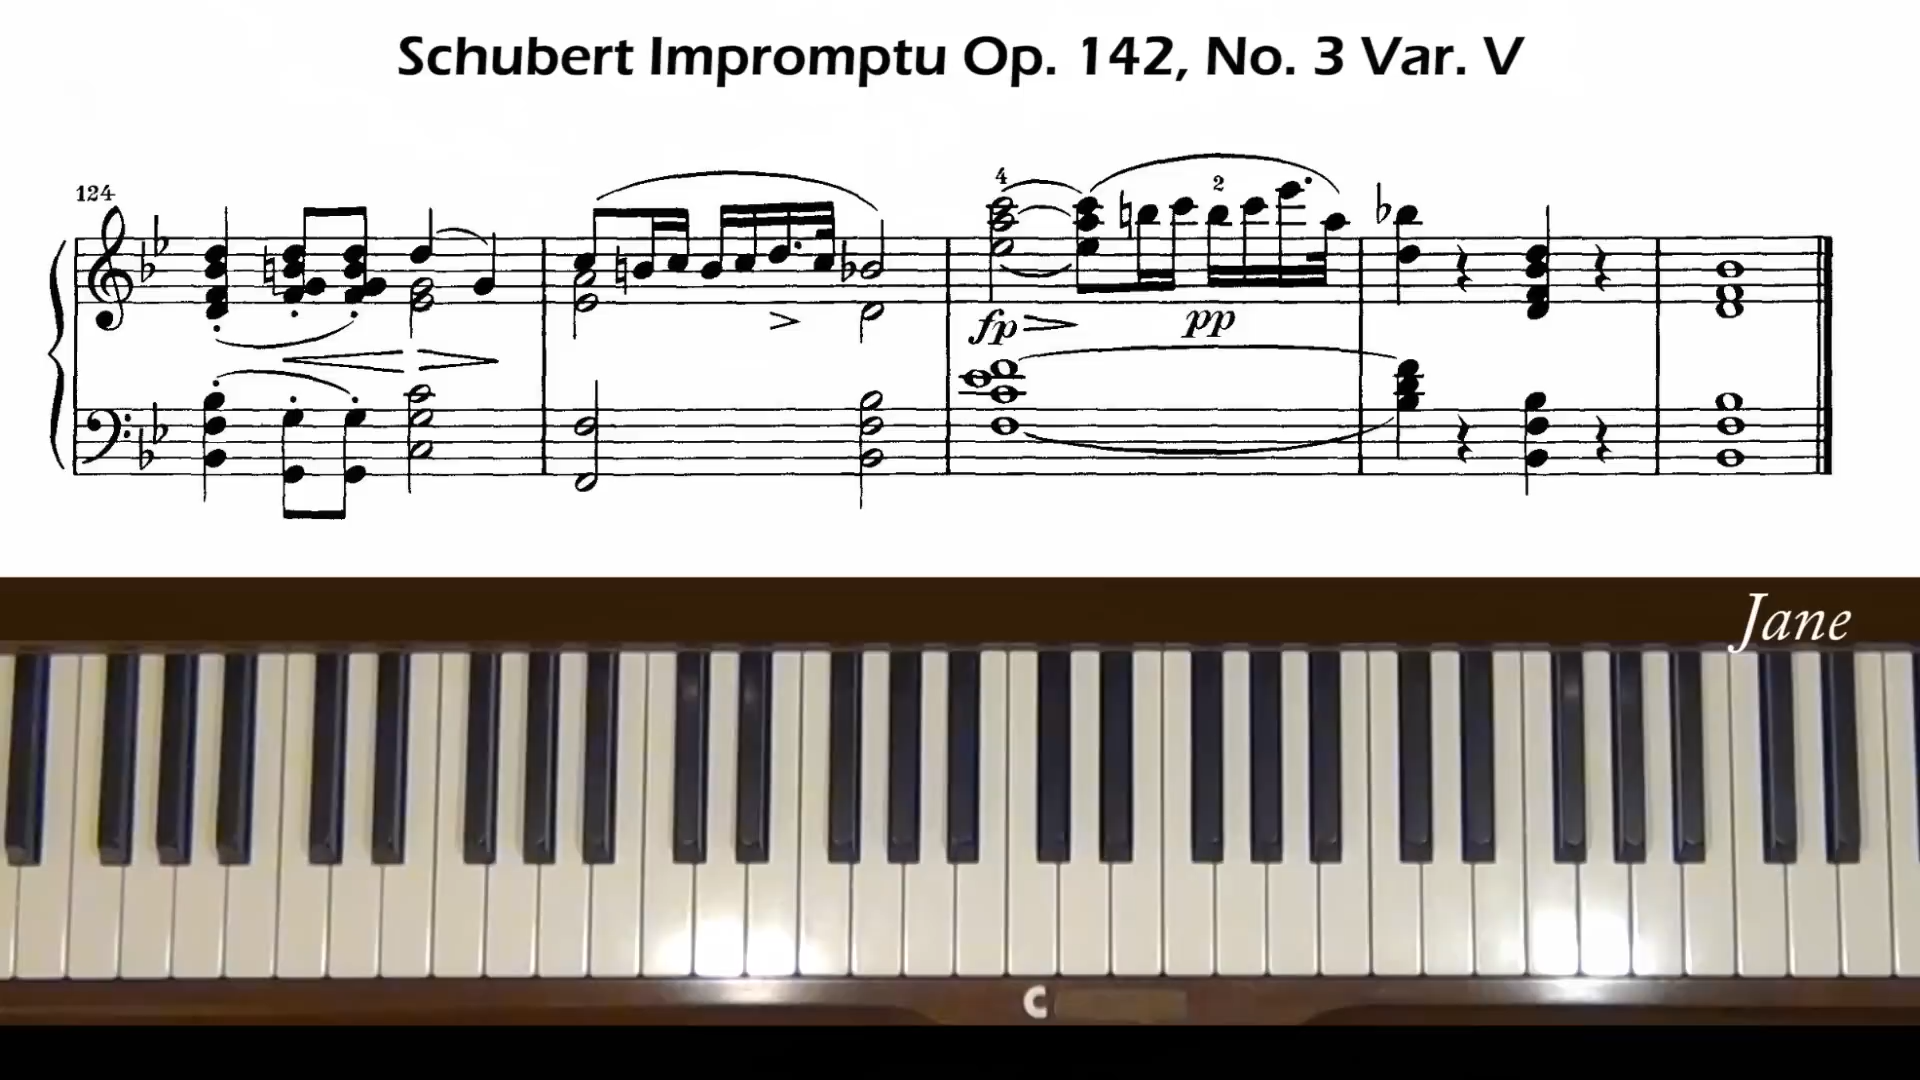 Schubert Impromptu Op. 142, No. 3 Var. V
4
2
124
fp
pp
Jane
C